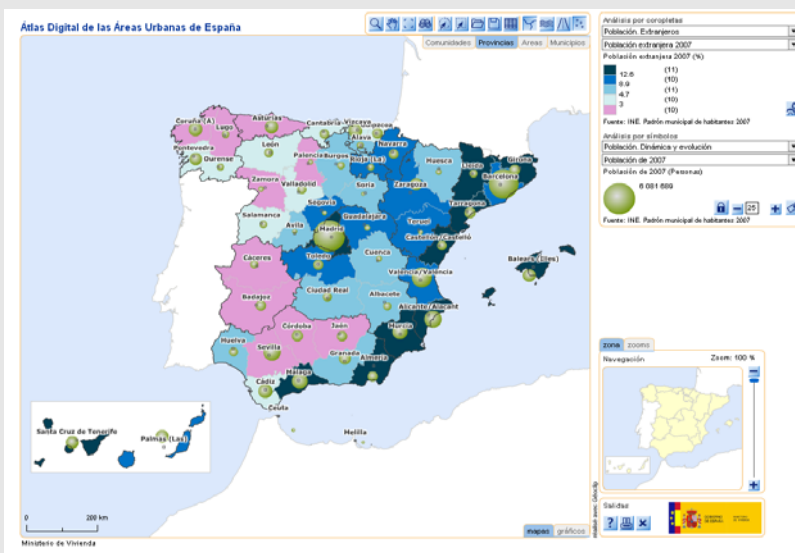 Átlas Digital de las Áreas Urbanas de España
Comunidades Provincias Areas Municipios
Coruña (A)
Lugo
Asturias
Cantabria
Vizcaya
Pontevedra
Ourense
León
Palencia
Burgos
Álava
Rioja (La)
Navarra
Huesca
Lleida
Girona
Barcelona
Zamora
Valladolid
Soria
Zaragoza
Tarragona
Salamanca
Segovia
Ávila
Madrid
Guadalajara
Teruel
Castellón/Castelló
Cáceres
Toledo
Cuenca
Valencia/València
Balears (Illes)
Badajoz
Ciudad Real
Albacete
Alicante/Alacant
Huelva
Sevilla
Córdoba
Jaén
Granada
Murcia
Almería
Cádiz
Málaga
Ceuta
Melilla
Santa Cruz de Tenerife
Palmas (Las)
0 200 km
mapas gráficos
Ministerio de Vivienda
Análisis por coropletas
Población. Extranjeros
Población extranjera 2007
Población extranjera 2007 (%)
(11)
12.6
(10)
8.9
(11)
4.7
(10)
3
(10)
Fuente: INE. Padrón municipal de habitantes 2007
Análisis por símbolos
Población. Dinámica y evolución
Población de 2007
Población de 2007 (Personas)
6 081 689
25
Fuente: INE. Padrón municipal de habitantes 2007
zona zooms
Navegación Zoom: 100 %
Salidas
GOBIERNO
DE ESPAÑA